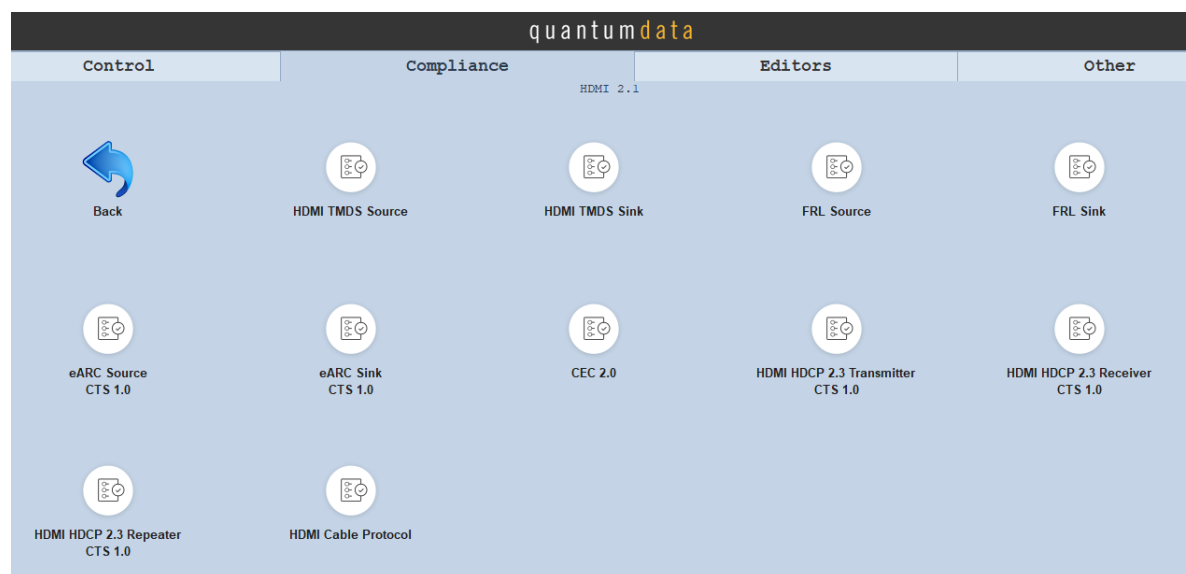 quantumdata
Control
Compliance
Editors
Other
HDMI 2.1
Back
HDMI TMDS Source
HDMI TMDS Sink
FRL Source
FRL Sink
eARC Source
CTS 1.0
eARC Sink
CTS 1.0
CEC 2.0
HDMI HDCP 2.3 Transmitter
CTS 1.0
HDMI HDCP 2.3 Receiver
CTS 1.0
HDMI HDCP 2.3 Repeater
CTS 1.0
HDMI Cable Protocol